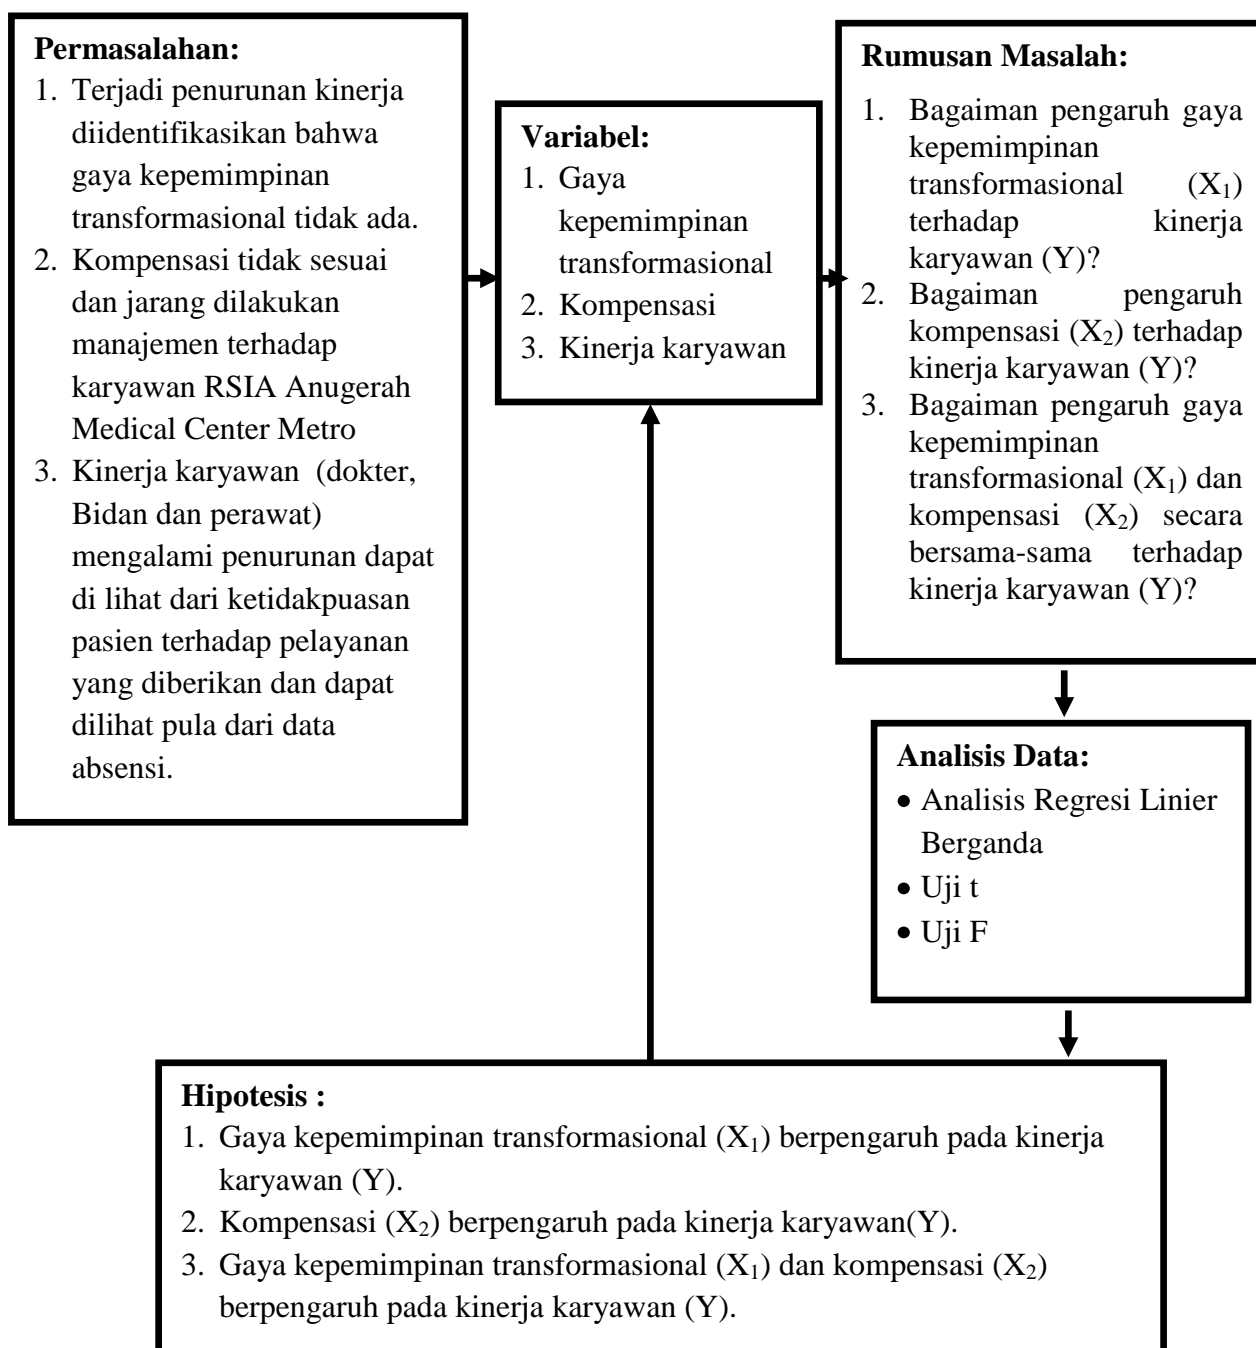 Permasalahan:
1. Terjadi penurunan kinerja
diidentifikasikan bahwa
gaya kepemimpinan
transformasional tidak ada.
2. Kompensasi tidak sesuai
dan jarang dilakukan
manajemen terhadap
karyawan RSIA Anugerah
Medical Center Metro
3. Kinerja karyawan (dokter,
Bidan dan perawat)
mengalami penurunan dapat
di lihat dari ketidakpuasan
pasien terhadap pelayanan
yang diberikan dan dapat
dilihat pula dari data
absensi.
Variabel:
1. Gaya
kepemimpinan
transformasional
2. Kompensasi
3. Kinerja karyawan
Rumusan Masalah:
1. Bagaiman pengaruh gaya
kepemimpinan
transformasional (X₁)
terhadap kinerja
karyawan (Y)?
2. Bagaiman pengaruh
kompensasi (X₂) terhadap
kinerja karyawan (Y)?
3. Bagaiman pengaruh gaya
kepemimpinan
transformasional (X₁) dan
kompensasi (X₂) secara
bersama-sama terhadap
kinerja karyawan (Y)?
Analisis Data:
• Analisis Regresi Linier
Berganda
• Uji t
• Uji F
Hipotesis :
1. Gaya kepemimpinan transformasional (X₁) berpengaruh pada kinerja
karyawan (Y).
2. Kompensasi (X₂) berpengaruh pada kinerja karyawan(Y).
3. Gaya kepemimpinan transformasional (X₁) dan kompensasi (X₂)
berpengaruh pada kinerja karyawan (Y).